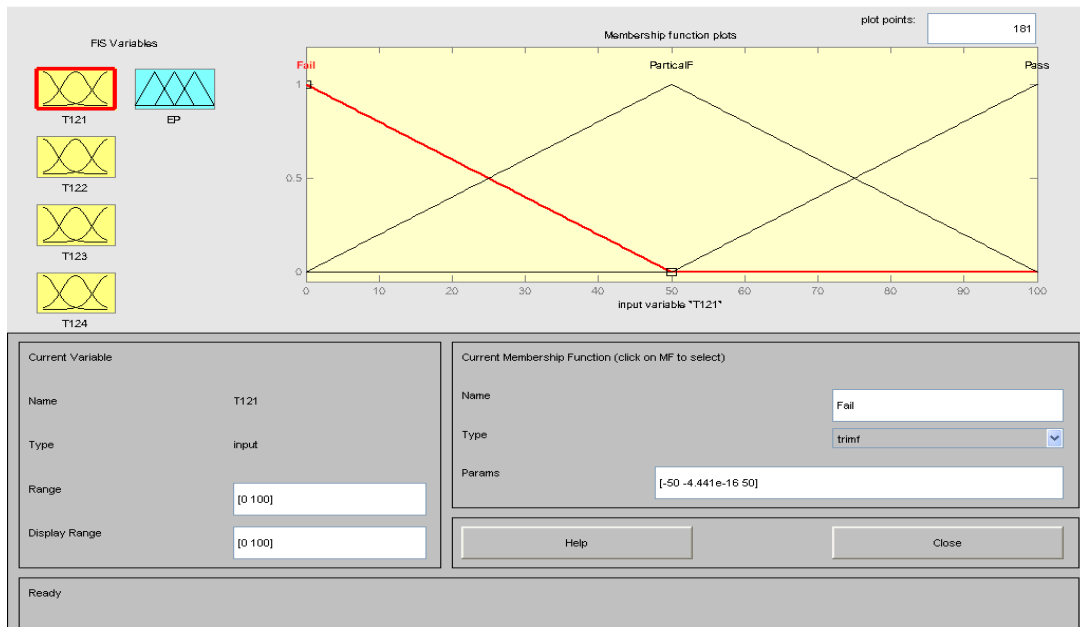 plot points:
181
FIS Variables
Membership function plots
T121
EP
T122
T123
T124
Fail
ParticalF
Pass
1
0.5
0
0 10 20 30 40 50 60 70 80 90 100
input variable "T121"
Current Variable
Name T121
Type input
Range [0 100]
Display Range [0 100]
Current Membership Function (click on MF to select)
Name Fail
Type trimf
Params [-50 -4.441e-16 50]
Help
Close
Ready